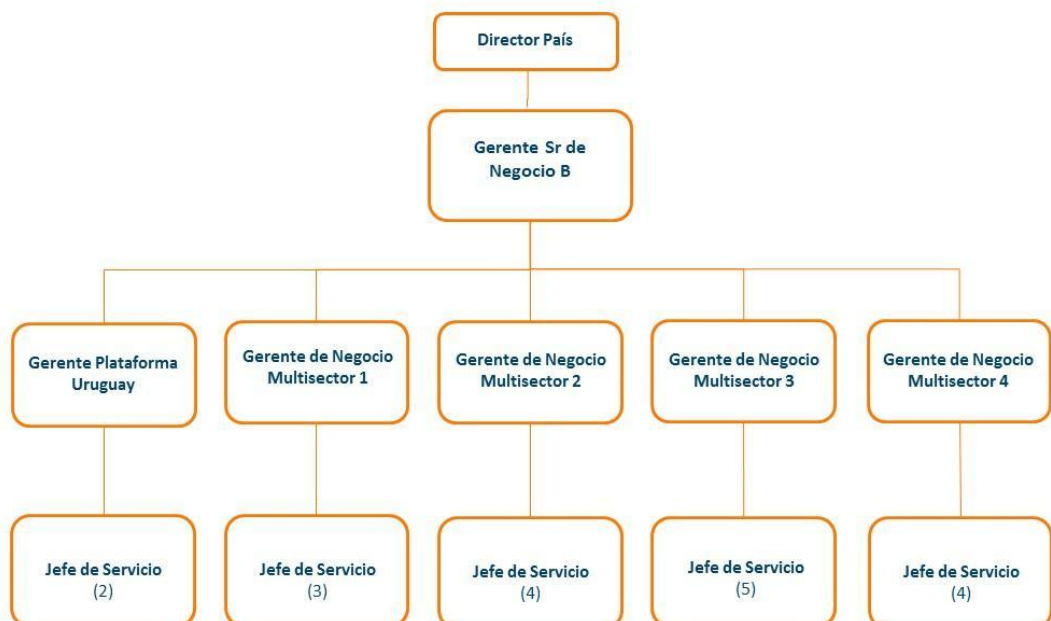 Director País
Gerente Sr de
Negocio B
Gerente Plataforma
Uruguay
Gerente de Negocio
Multisector 1
Gerente de Negocio
Multisector 2
Gerente de Negocio
Multisector 3
Gerente de Negocio
Multisector 4
Jefe de Servicio
(2)
Jefe de Servicio
(3)
Jefe de Servicio
(4)
Jefe de Servicio
(5)
Jefe de Servicio
(4)